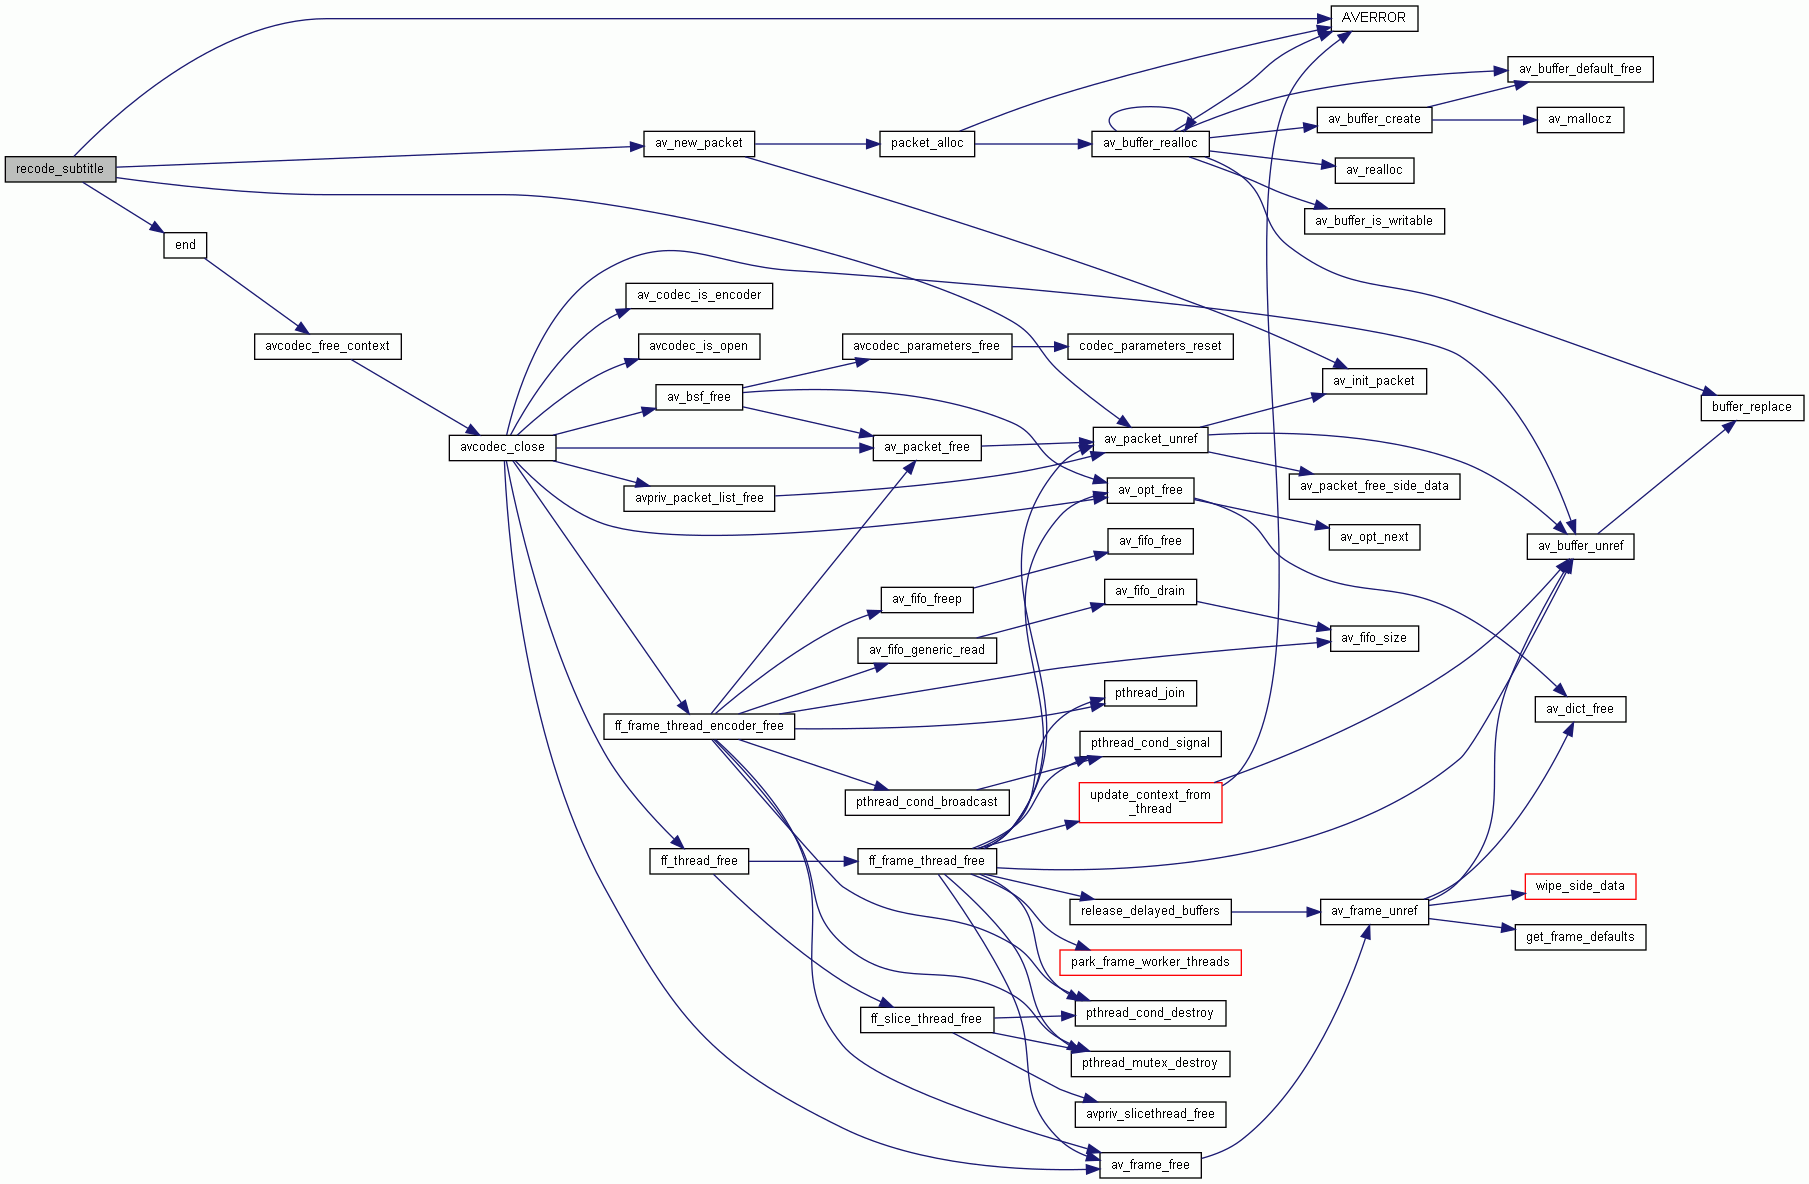 AVERROR
av_buffer_default_free
av_buffer_create
av_mallocz
av_new_packet
packet_alloc
av_buffer_realloc
recode_subtitle
av_realloc
av_buffer_is_writable
end
av_codec_is_encoder
avcodec_free_context
avcodec_is_open
avcodec_parameters_free
codec_parameters_reset
av_init_packet
av_bsf_free
buffer_replace
avcodec_close
av_packet_free
av_packet_unref
avpriv_packet_list_free
av_opt_free
av_packet_free_side_data
av_fifo_free
av_opt_next
av_buffer_unref
av_fifo_freep
av_fifo_drain
av_fifo_generic_read
av_fifo_size
pthread_join
av_dict_free
ff_frame_thread_encoder_free
pthread_cond_signal
pthread_cond_broadcast
update_context_from
_thread
ff_thread_free
ff_frame_thread_free
wipe_side_data
release_delayed_buffers
av_frame_unref
get_frame_defaults
park_frame_worker_threads
ff_slice_thread_free
pthread_cond_destroy
pthread_mutex_destroy
avpriv_slicethread_free
av_frame_free